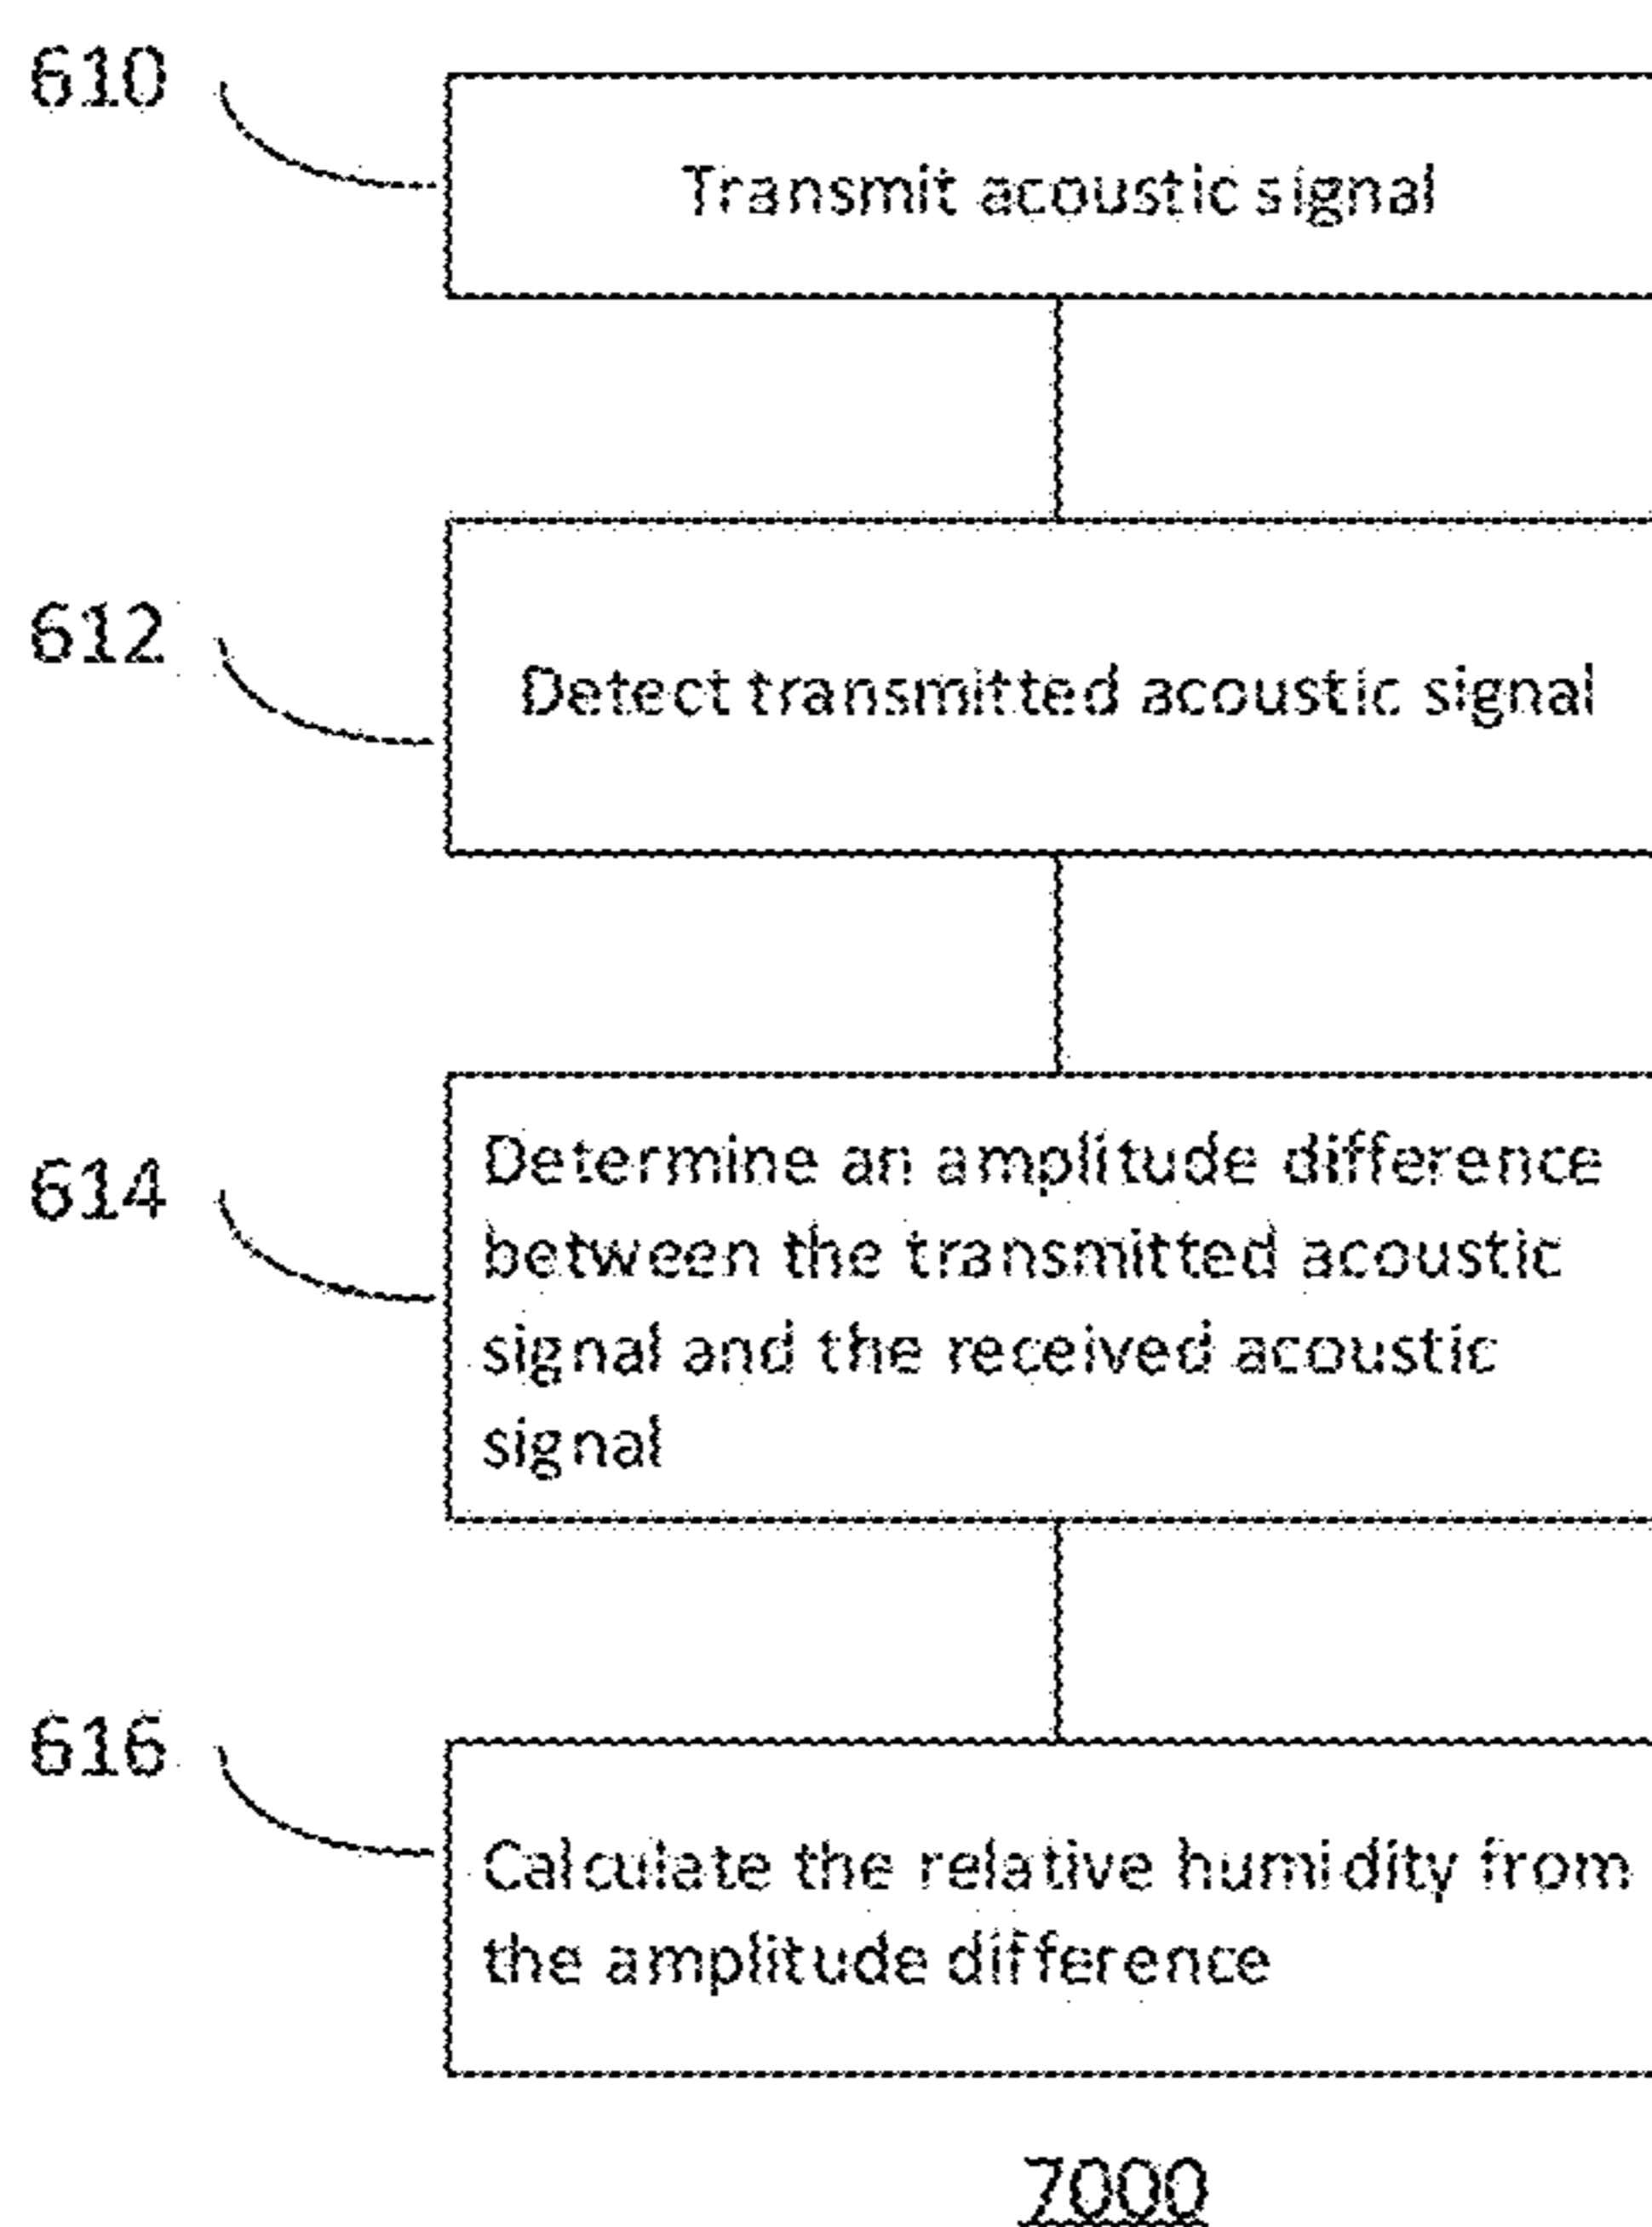 610
Transmit acoustic signal
612
Detect transmitted acoustic signal
614
Determine an amplitude difference
between the transmitted acoustic
signal and the received acoustic
signal
616
Calculate the relative humidity from
the amplitude difference
7000